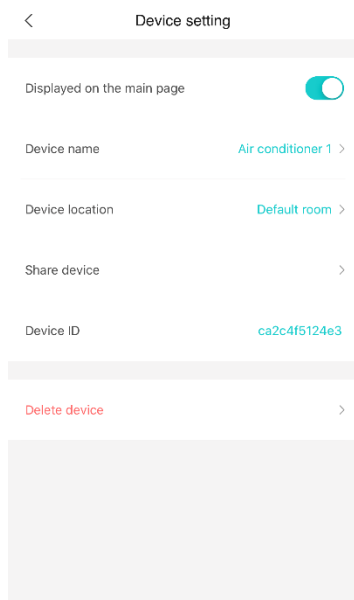 Device setting
Displayed on the main page
Device name Air conditioner 1
Device location Default room
Share device
Device ID ca2c4f5124e3
Delete device